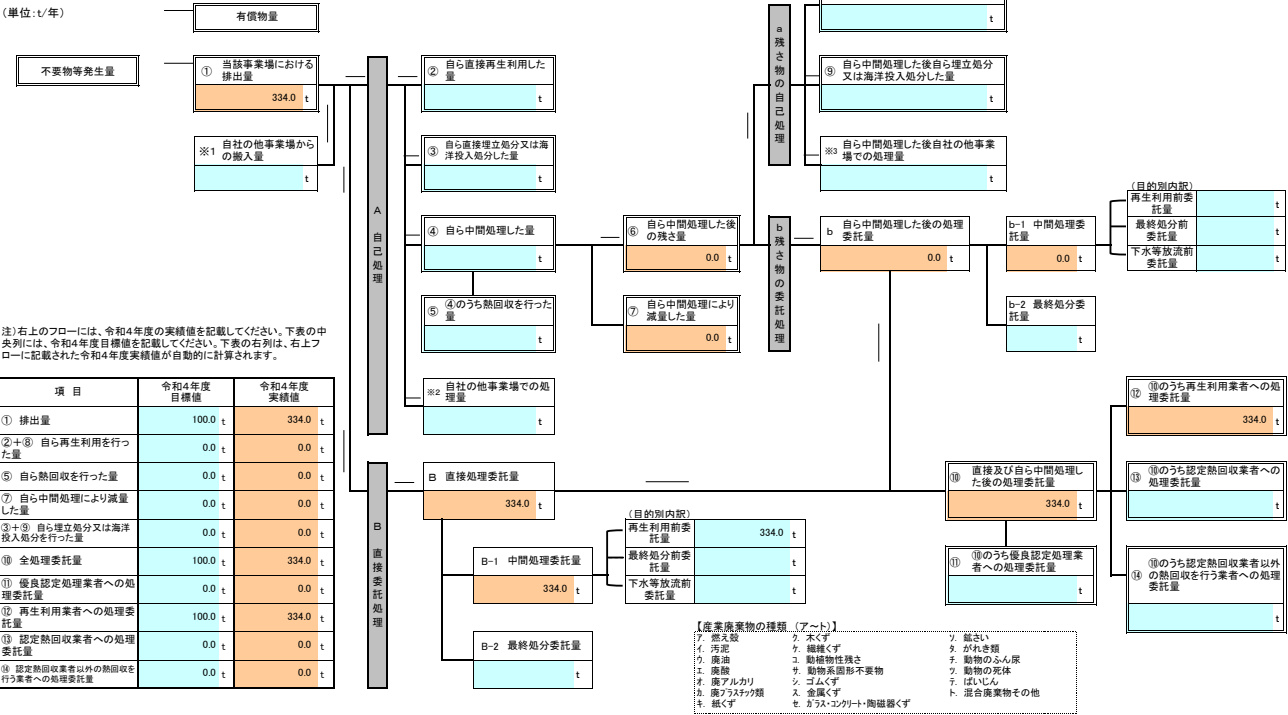 (単位:t/年)
有償物量
t
不要物等発生量
① 当該事業場における
排出量
334.0 t
※1 自社の他事業場から
の搬入量
t
A
自
己
処
理
② 自ら直接再生利用した
量
t
③ 自ら直接埋立処分又は海
洋投入処分した量
t
④ 自ら中間処理した量
t
⑤ ④のうち熱回収を行った
量
t
※2 自社の他事業場での処
理量
t
⑥ 自ら中間処理した後
の残さ量
0.0 t
⑦ 自ら中間処理により
減量した量
0.0 t
a
残
さ
物
の
自
己
処
理
⑨ 自ら中間処理した後自ら埋立処分
又は海洋投入処分した量
t
※3 自ら中間処理した後自社の他事業
場での処理量
t
b
残
さ
物
の
委
託
処
理
b 自ら中間処理した後の処理
委託量
0.0 t
b-1 中間処理委
託量
0.0 t
(目的別内訳)
再生利用前委
託量
t
最終処分前
委託量
t
下水等放流前
委託量
t
b-2 最終処分委
託量
t
注)右上のフローには、令和4年度の実績値を記載してください。下表の中
央列には、令和4年度目標値を記載してください。下表の右列は、右上フ
ローに記載された令和4年度実績値が自動的に計算されます。
項 目 令和4年度 令和4年度
目標値 実績値
① 排出量 100.0 t 334.0 t
②+⑧ 自ら再生利用を行っ
た量 0.0 t 0.0 t
⑤ 自ら熱回収を行った量 0.0 t 0.0 t
⑦ 自ら中間処理により減量
した量 0.0 t 0.0 t
③+⑨ 自ら埋立処分又は海洋
投入処分を行った量 0.0 t 0.0 t
⑩ 全処理委託量 100.0 t 334.0 t
⑪ 優良認定処理業者への処
理委託量 0.0 t 0.0 t
⑫ 再生利用業者への処理委
託量 100.0 t 334.0 t
⑬ 認定熱回収業者への処理
委託量 0.0 t 0.0 t
⑭ 認定熱回収業者以外の熱回収を
行う業者への処理委託量 0.0 t 0.0 t
B
直
接
委
託
処
理
B 直接処理委託量
334.0 t
B-1 中間処理委託量
334.0 t
(目的別内訳)
再生利用前委
託量
334.0 t
最終処分前委
託量
t
下水等放流前
委託量
t
B-2 最終処分委託量
t
⑩ 直接及び自ら中間処理し
た後の処理委託量
334.0 t
⑪ ⑩のうち優良認定処理業
者への処理委託量
t
⑫ ⑩のうち再生利用業者への処
理委託量
334.0 t
⑬ ⑩のうち認定熱回収業者への
処理委託量
t
⑭ ⑩のうち認定熱回収業者以外
の熱回収を行う業者への処理
委託量
t
【産業廃棄物の種類 (ア~ト)】
ア. 燃え殻 ク. 木くず ソ. 鉱さい
イ. 汚泥 ケ. 繊維くず タ. がれき類
ウ. 廃油 コ. 動植物性残さ チ. 動物のふん尿
エ. 廃酸 サ. 動物系固形不要物 ツ. 動物の死体
オ. 廃アルカリ シ. ゴムくず テ. ばいじん
カ. 廃プラスチック類 ス. 金属くず ト. 混合廃棄物その他
キ. 紙くず セ. ガラス・コンクリート・陶磁器くず